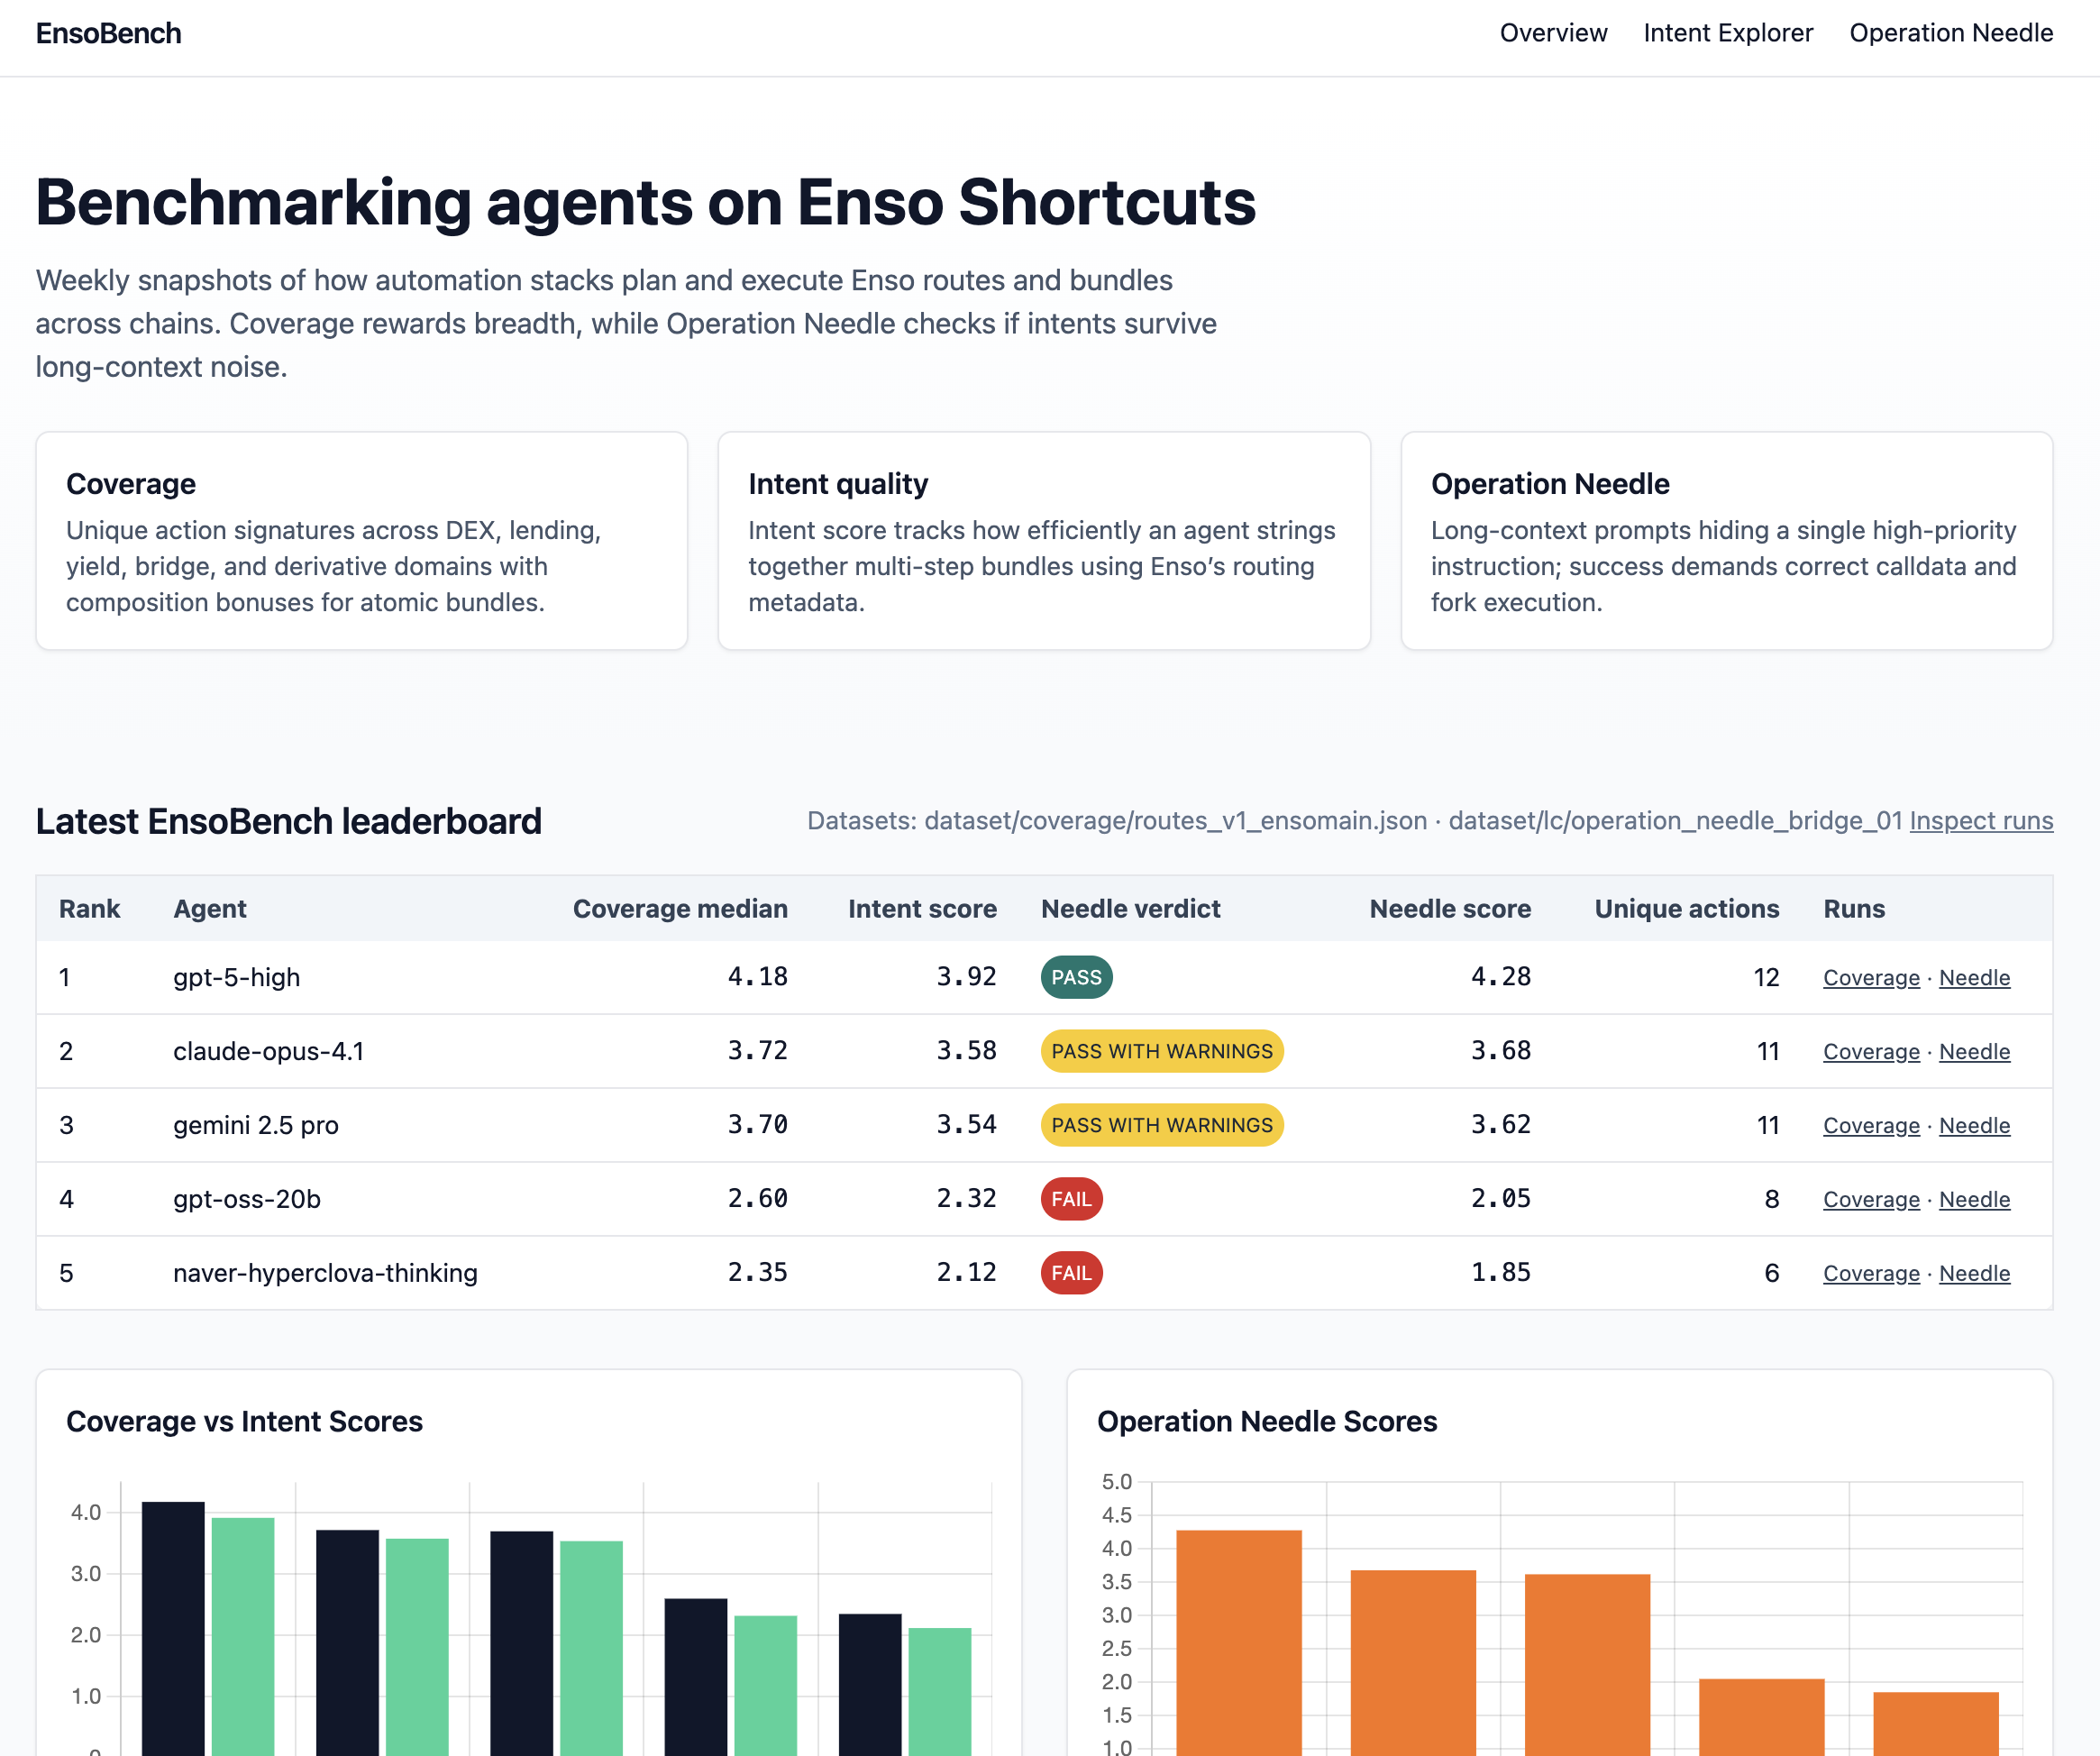 EnsoBench
Overview
Intent Explorer
Operation Needle
Benchmarking agents on Enso Shortcuts
Weekly snapshots of how automation stacks plan and execute Enso routes and bundles
across chains. Coverage rewards breadth, while Operation Needle checks if intents survive
long-context noise.
Coverage
Unique action signatures across DEX, lending,
yield, bridge, and derivative domains with
composition bonuses for atomic bundles.
Intent quality
Intent score tracks how efficiently an agent strings
together multi-step bundles using Enso’s routing
metadata.
Operation Needle
Long-context prompts hiding a single high-priority
instruction; success demands correct calldata and
fork execution.
Latest EnsoBench leaderboard
Datasets: dataset/coverage/routes_v1_ensomain.json · dataset/lc/operation_needle_bridge_01 Inspect runs
Rank Agent Coverage median Intent score Needle verdict Needle score Unique actions Runs
1 gpt-5-high 4.18 3.92 PASS 4.28 12 Coverage · Needle
2 claude-opus-4.1 3.72 3.58 PASS WITH WARNINGS 3.68 11 Coverage · Needle
3 gemini 2.5 pro 3.70 3.54 PASS WITH WARNINGS 3.62 11 Coverage · Needle
4 gpt-oss-20b 2.60 2.32 FAIL 2.05 8 Coverage · Needle
5 naver-hyperclova-thinking 2.35 2.12 FAIL 1.85 6 Coverage · Needle
Coverage vs Intent Scores
4.0
3.0
2.0
1.0
0
Operation Needle Scores
5.0
4.5
4.0
3.5
3.0
2.5
2.0
1.5
1.0